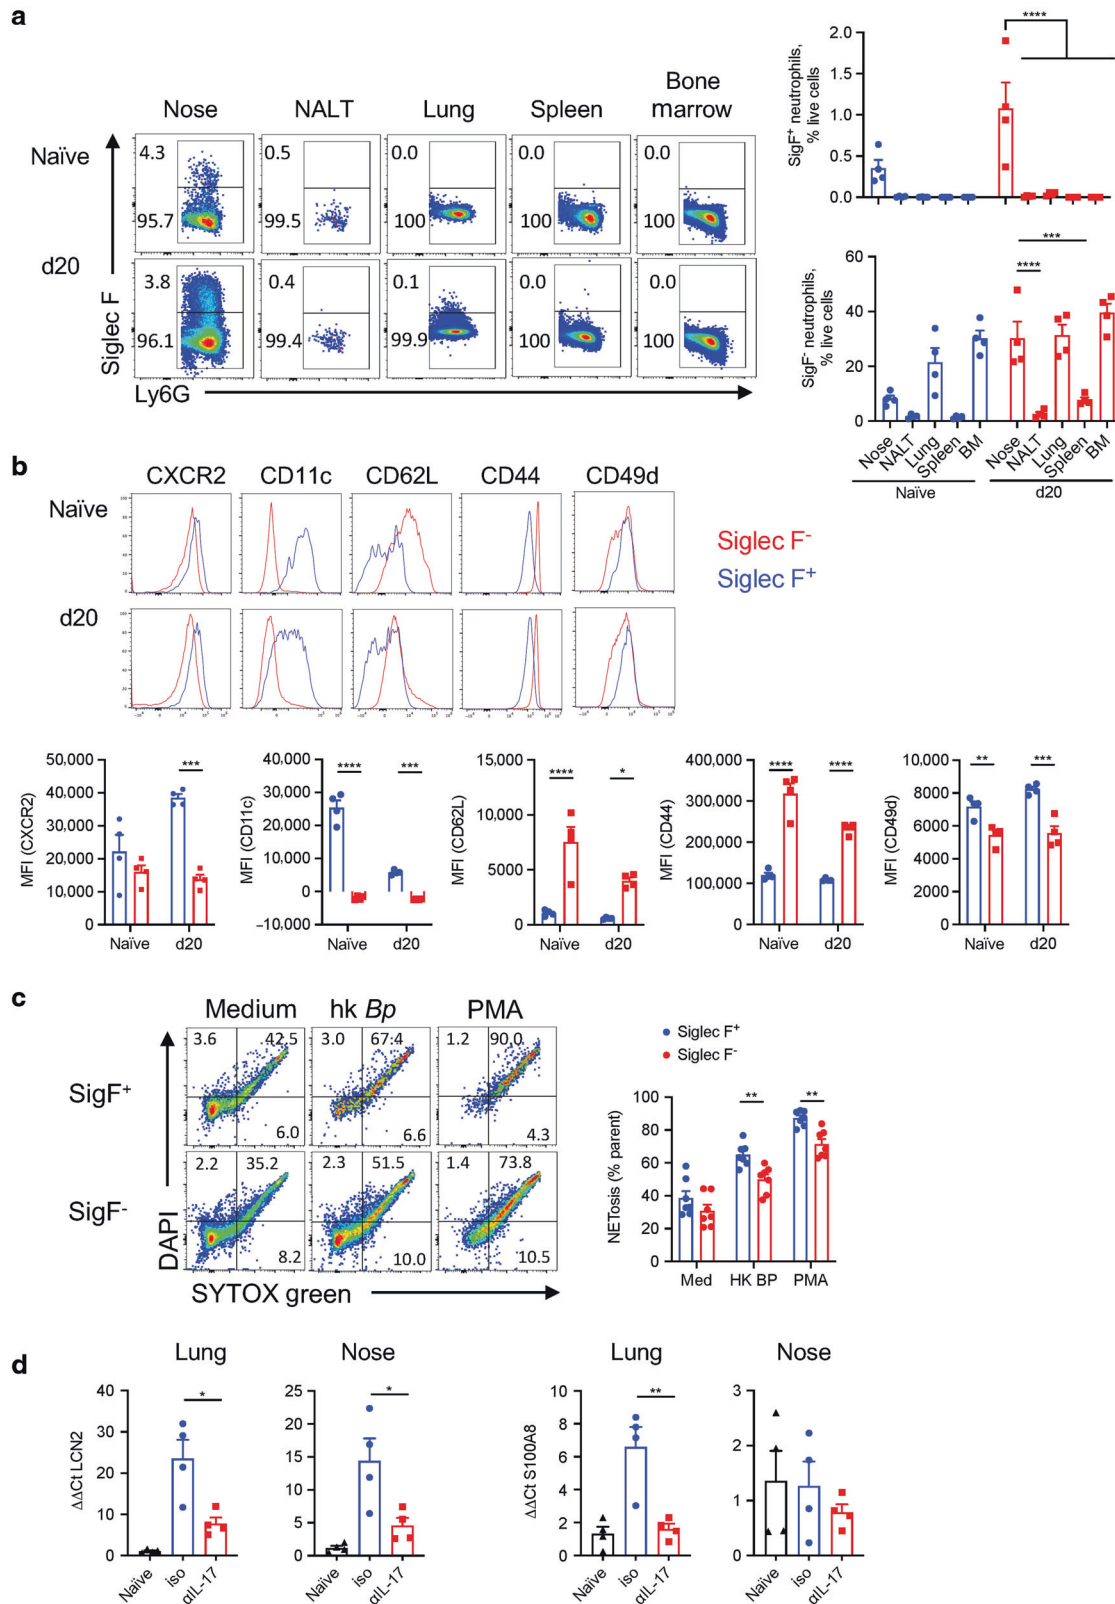 a
Nose NALT Lung Spleen Bone marrow
Naïve
4.3 0.5 0.0 0.0 0.0
95.7 99.5 100 100 100
d20
3.8 0.4 0.1 0.0 0.0
96.1 99.4 99.9 100 100
Siglec F
Ly6G
****
SigF+ neutrophils, % live cells
2.0
1.5
1.0
0.5
0.0
***
****
SigF- neutrophils, % live cells
60
40
20
0
Nose NALT Lung Spleen BM Nose NALT Lung Spleen BM
Naïve d20
b
CXCR2 CD11c CD62L CD44 CD49d
Naïve
d20
Siglec F-
Siglec F+
MFI (CXCR2)
50,000
40,000
30,000
20,000
10,000
0
***
Naïve d20
MFI (CD11c)
40,000
30,000
20,000
10,000
0
−10,000
**** ***
Naïve d20
MFI (CD62L)
15,000
10,000
5000
0
**** *
Naïve d20
MFI (CD44)
400,000
300,000
200,000
100,000
0
**** ****
Naïve d20
MFI (CD49d)
10,000
8000
6000
4000
2000
0
** ***
Naïve d20
c
Medium hk Bp PMA
SigF+
3.6 42.5 3.0 67.4 1.2 90.0
6.0 6.6 4.3
SigF-
2.2 35.2 2.3 51.5 1.4 73.8
8.2 10.0 10.5
DAPI
SYTOX green
Siglec F+
Siglec F-
NETosis (% parent)
100
80
60
40
20
0
** **
Med HK BP PMA
d
Lung
ΔΔCt LCN2
40
30
20
10
0
*
Naïve iso αIL-17
Nose
25
20
15
10
5
0
*
Naïve iso αIL-17
Lung
ΔΔCt S100A8
10
8
6
4
2
0
**
Naïve iso αIL-17
Nose
3
2
1
0
Naïve iso αIL-17